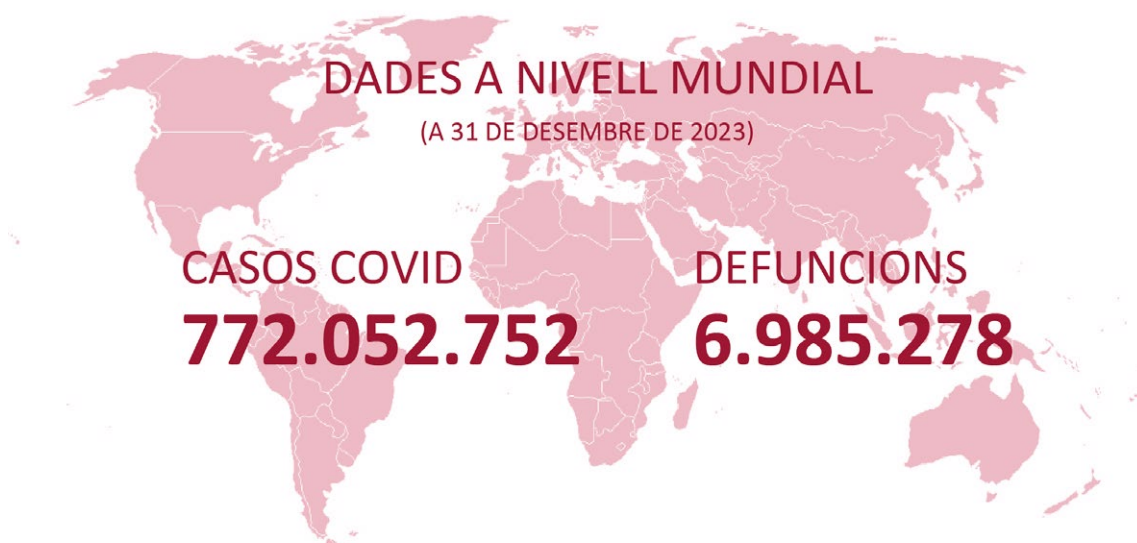 DADES A NIVELL MUNDIAL
(A 31 DE DESEMBRE DE 2023)
CASOS COVID
772.052.752
DEFUNCIONS
6.985.278